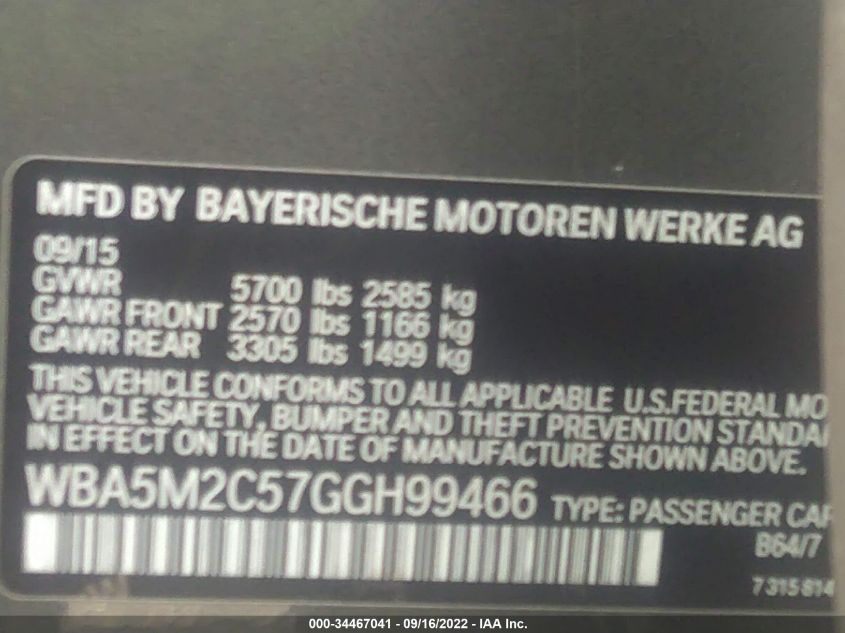 MFD BY BAYERISCHE MOTOREN WERKE AG
09/15
GVWR 5700 lbs 2585 kg
GAWR FRONT 2570 lbs 1166 kg
GAWR REAR 3305 lbs 1499 kg
THIS VEHICLE CONFORMS TO ALL APPLICABLE U.S.FEDERAL MO
VEHICLE SAFETY, BUMPER AND THEFT PREVENTION STANDA
IN EFFECT ON THE DATE OF MANUFACTURE SHOWN ABOVE.
WBA5M2C57GGH99466 TYPE: PASSENGER CAR
B64/7
7 315 814
000-34467041 - 09/16/2022 - IAA Inc.